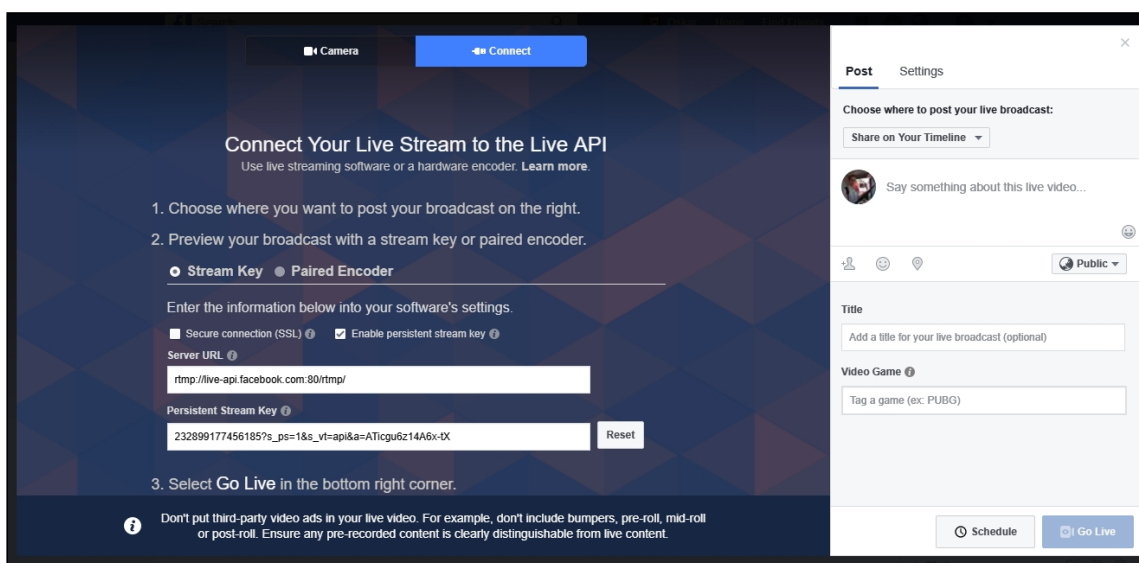 Camera
Connect
Connect Your Live Stream to the Live API
Use live streaming software or a hardware encoder. Learn more.
1. Choose where you want to post your broadcast on the right.
2. Preview your broadcast with a stream key or paired encoder.
Stream Key
Paired Encoder
Enter the information below into your software's settings.
Secure connection (SSL)
Enable persistent stream key
Server URL
rtmp://live-api.facebook.com:80/rtmp/
Persistent Stream Key
232899177456185?s_ps=1&s_vt=api&a=ATicgu6z14A6x-tX
Reset
3. Select Go Live in the bottom right corner.
Don't put third-party video ads in your live video. For example, don't include bumpers, pre-roll, mid-roll
or post-roll. Ensure any pre-recorded content is clearly distinguishable from live content.
Post
Settings
Choose where to post your live broadcast:
Share on Your Timeline
Say something about this live video...
Public
Title
Add a title for your live broadcast (optional)
Video Game
Tag a game (ex: PUBG)
Schedule
Go Live